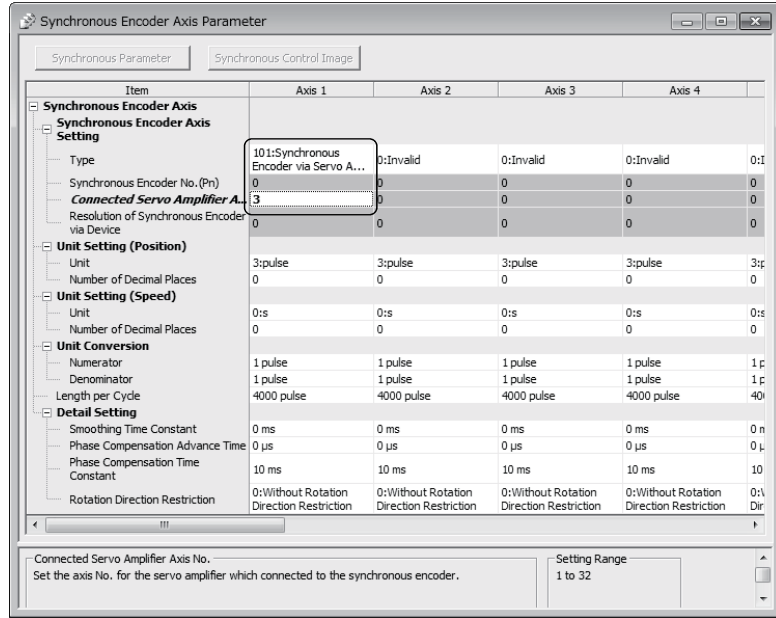 Synchronous Encoder Axis Parameter
Synchronous Parameter Synchronous Control Image
Item Axis 1 Axis 2 Axis 3 Axis 4
Synchronous Encoder Axis
Synchronous Encoder Axis
Setting
Type 101:Synchronous Encoder via Servo A... 0:Invalid 0:Invalid 0:Invalid 0:I
Synchronous Encoder No.(Pn) 0 0 0 0 0
Connected Servo Amplifier A... 3 0 0 0 0
Resolution of Synchronous Encoder
via Device 0 0 0 0 0
Unit Setting (Position)
Unit 3:pulse 3:pulse 3:pulse 3:pulse 3:p
Number of Decimal Places 0 0 0 0 0
Unit Setting (Speed)
Unit 0:s 0:s 0:s 0:s 0:s
Number of Decimal Places 0 0 0 0 0
Unit Conversion
Numerator 1 pulse 1 pulse 1 pulse 1 pulse 1 p
Denominator 1 pulse 1 pulse 1 pulse 1 pulse 1 p
Length per Cycle 4000 pulse 4000 pulse 4000 pulse 4000 pulse 400
Detail Setting
Smoothing Time Constant 0 ms 0 ms 0 ms 0 ms
Phase Compensation Advance Time 0 µs 0 µs 0 µs 0 µs
Phase Compensation Time
Constant 10 ms 10 ms 10 ms 10 ms 10
Rotation Direction Restriction 0:Without Rotation 0:Without Rotation 0:Without Rotation 0:Without Rotation
Direction Restriction Direction Restriction Direction Restriction Direction Restriction Dir
Connected Servo Amplifier Axis No. Setting Range
Set the axis No. for the servo amplifier which connected to the synchronous encoder. 1 to 32